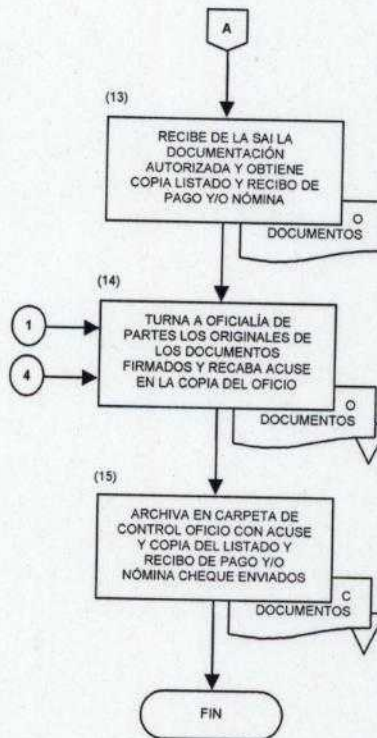 A
(13)
RECIBE DE LA SAI LA
DOCUMENTACIÓN
AUTORIZADA Y OBTIENE
COPIA LISTADO Y RECIBO DE
PAGO Y/O NÓMINA
O
DOCUMENTOS
(14)
1
TURNA A OFICIALÍA DE
PARTES LOS ORIGINALES DE
LOS DOCUMENTOS
FIRMADOS Y RECABA ACUSE
EN LA COPIA DEL OFICIO
4
O
DOCUMENTOS
(15)
ARCHIVA EN CARPETA DE
CONTROL OFICIO CON ACUSE
Y COPIA DEL LISTADO Y
RECIBO DE PAGO Y/O
NÓMINA CHEQUE ENVIADOS
C
DOCUMENTOS
FIN